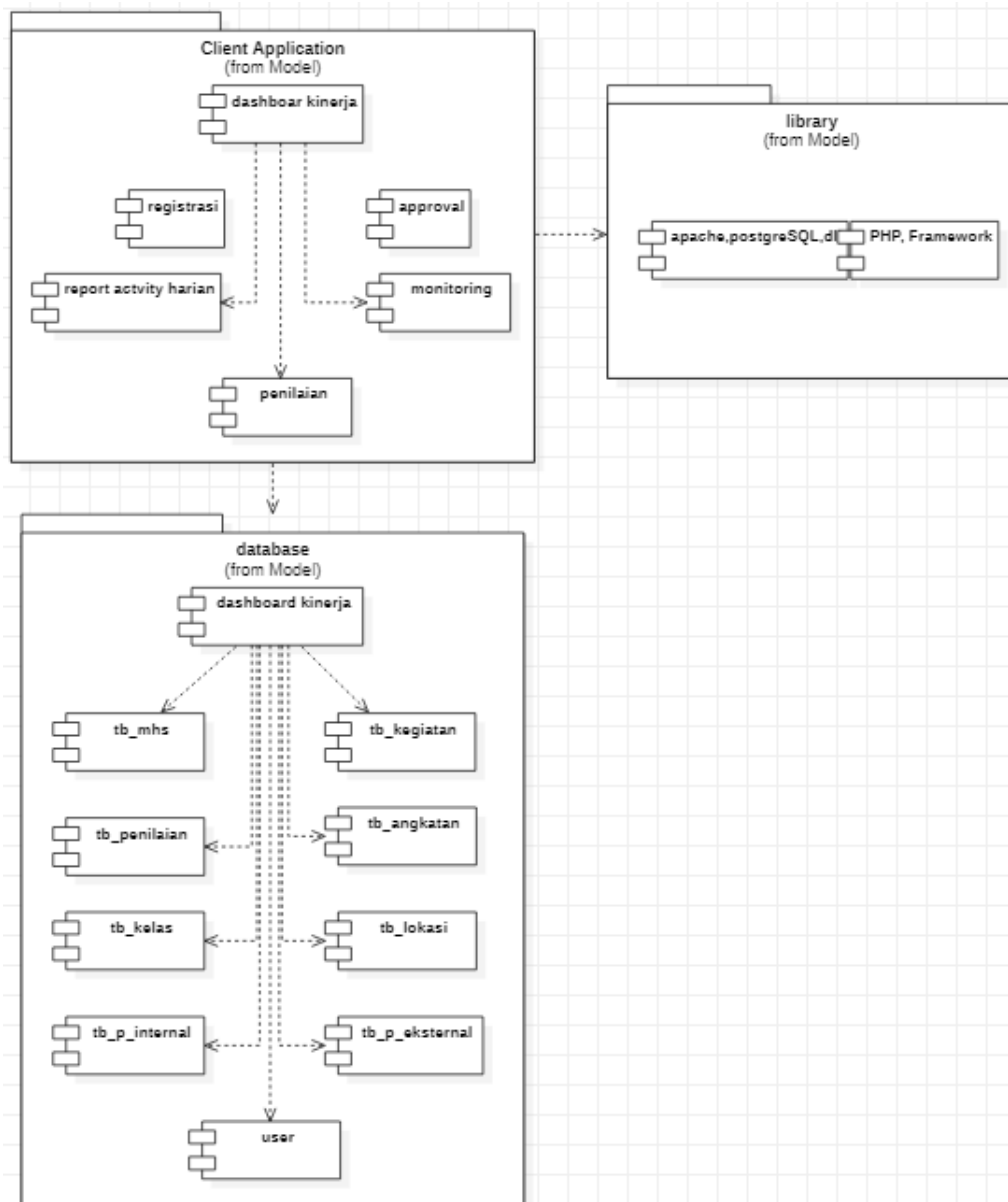 Client Application
(from Model)
dashboar kinerja
registrasi
approval
report actvity harian
monitoring
penilaian
library
(from Model)
apache,postgreSQL,dl
PHP, Framework
database
(from Model)
dashboard kinerja
tb_mhs
tb_kegiatan
tb_penilaian
tb_angkatan
tb_kelas
tb_lokasi
tb_p_internal
tb_p_eksternal
user